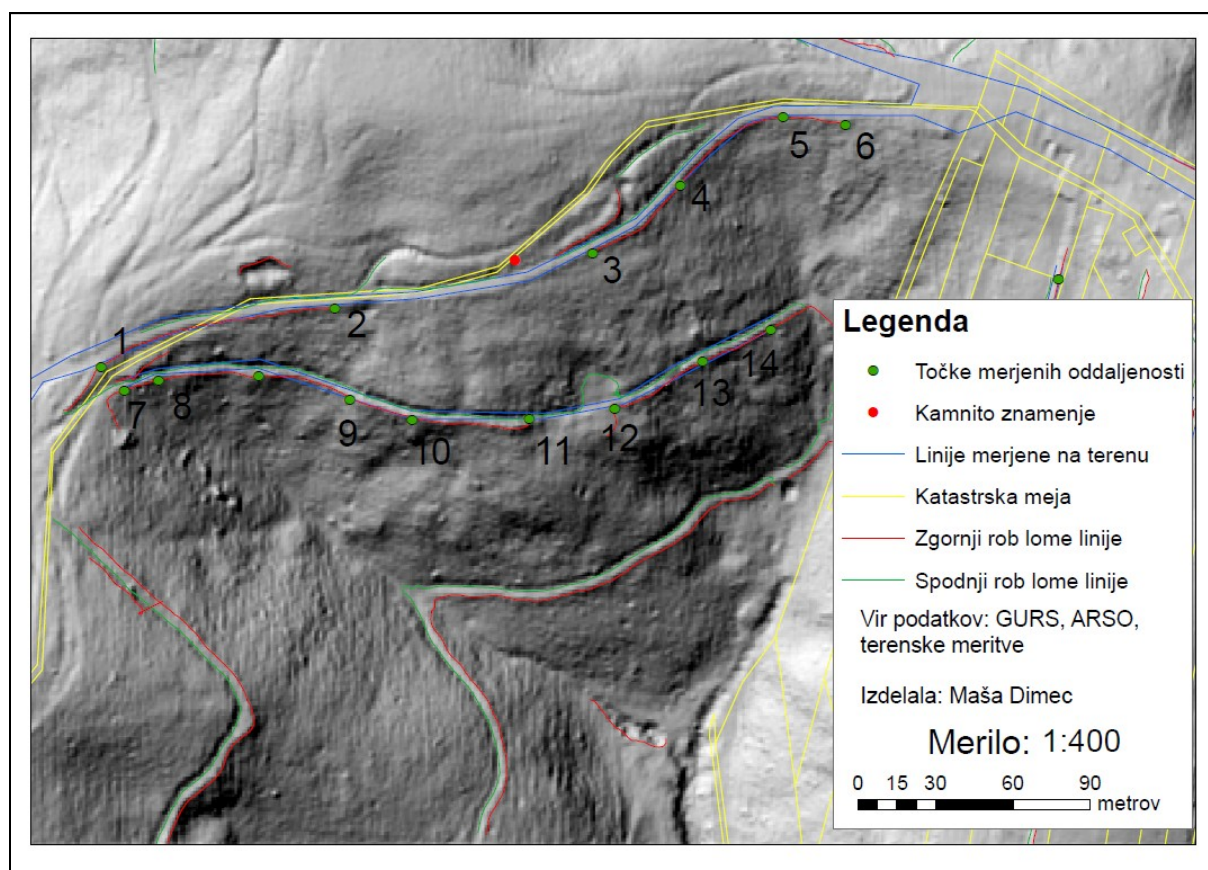 5
6
4
3
2
1
7
8
9
10
11
12
13
14
Legenda
Točke merjenih oddaljenosti
Kamnito znamenje
Linije merjene na terenu
Katastrska meja
Zgornji rob lome linije
Spodnji rob lome linije
Vir podatkov: GURS, ARSO,
terenske meritve
Izdelala: Maša Dimec
Merilo: 1:400
0 15 30 60 90
metrov